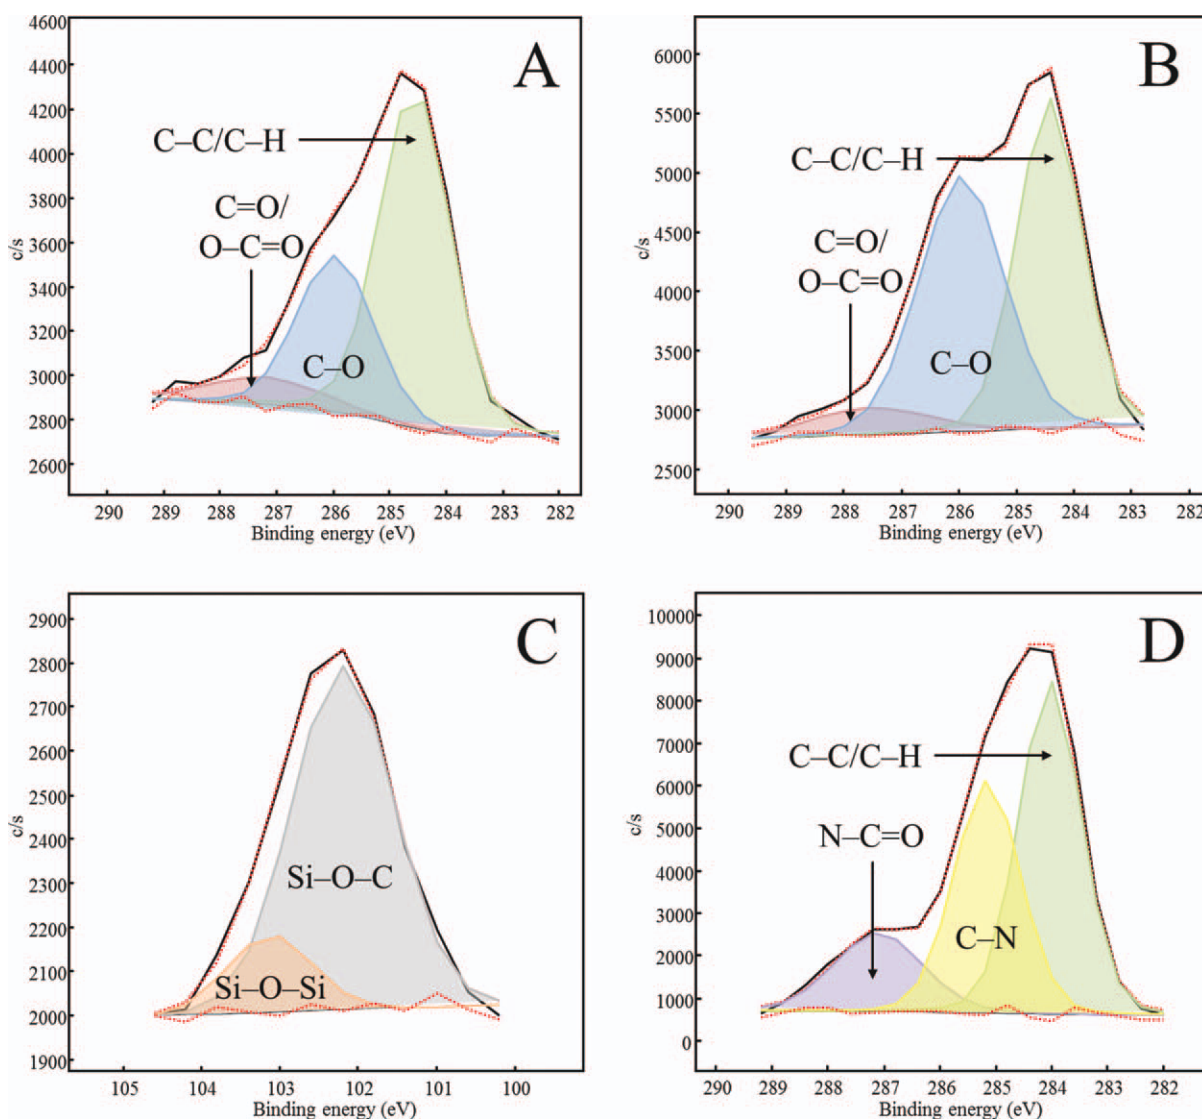 A
4600
4400
4200
4000
3800
3600
3400
3200
3000
2800
2600
c/s
C–C/C–H
C=O/
O–C=O
C–O
290 289 288 287 286 285 284 283 282
Binding energy (eV)
B
6000
5500
5000
4500
4000
3500
3000
2500
c/s
C–C/C–H
C=O/
O–C=O
C–O
290 289 288 287 286 285 284 283 282
Binding energy (eV)
C
2900
2800
2700
2600
2500
2400
2300
2200
2100
2000
1900
c/s
Si–O–C
Si–O–Si
105 104 103 102 101 100
Binding energy (eV)
D
10000
9000
8000
7000
6000
5000
4000
3000
2000
1000
0
c/s
C–C/C–H
N–C=O
C–N
290 289 288 287 286 285 284 283 282
Binding energy (eV)